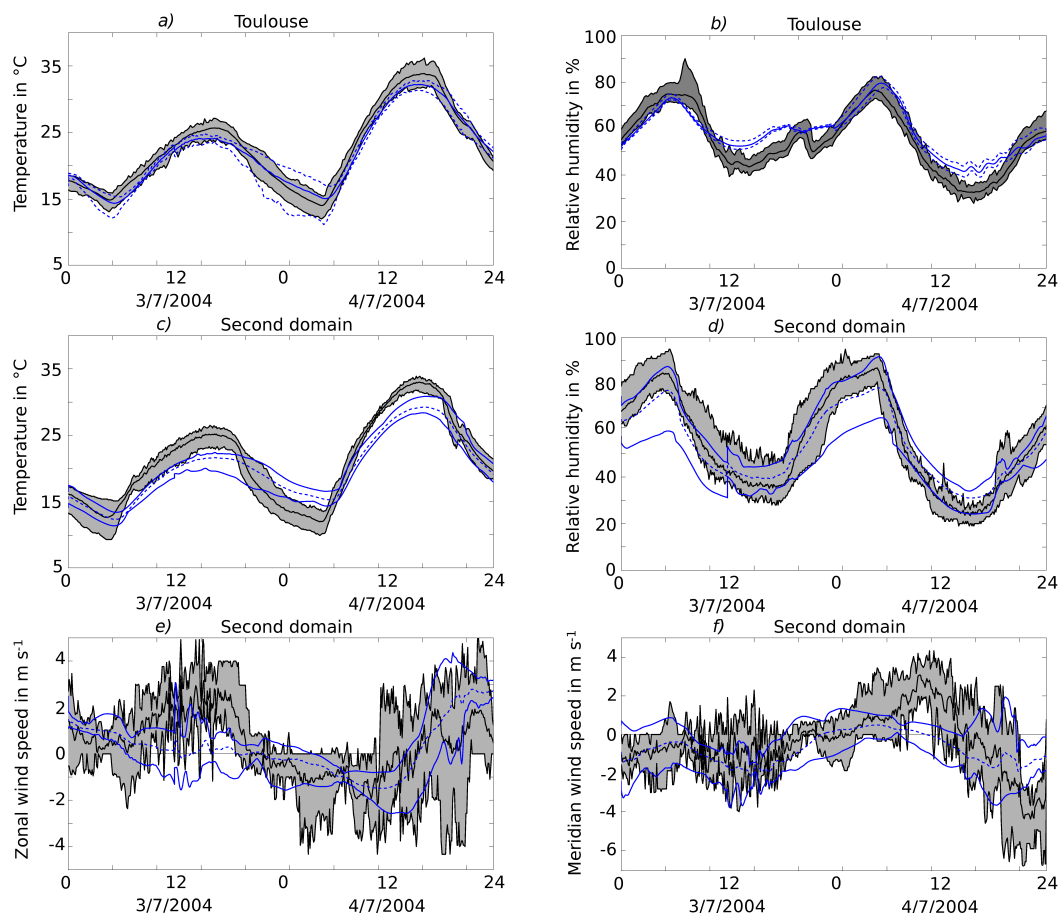 a) Toulouse
Temperature in °C
35
25
15
5
0 12 0 12 24
3/7/2004 4/7/2004
b) Toulouse
Relative humidity in %
100
80
60
40
20
0
0 12 0 12 24
3/7/2004 4/7/2004
c) Second domain
Temperature in °C
35
25
15
5
0 12 0 12 24
3/7/2004 4/7/2004
d) Second domain
Relative humidity in %
100
80
60
40
20
0
0 12 0 12 24
3/7/2004 4/7/2004
e) Second domain
Zonal wind speed in m s⁻¹
4
2
0
-2
-4
0 12 0 12 24
3/7/2004 4/7/2004
f) Second domain
Meridian wind speed in m s⁻¹
4
2
0
-2
-4
-6
0 12 0 12 24
3/7/2004 4/7/2004